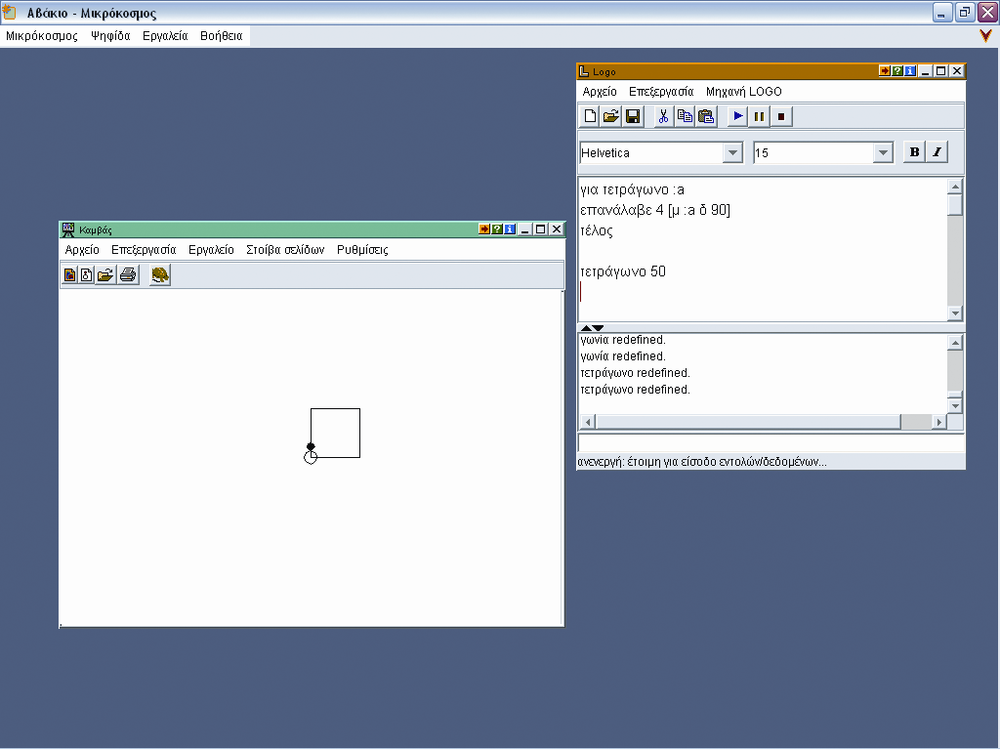 Αβάκιο - Μικρόκοσμος
Μικρόκοσμος Ψηφίδα Εργαλεία Βοήθεια
Logo
Αρχείο Επεξεργασία Μηχανή LOGO
Helvetica 15 B I
για τετράγωνο :a
επανάλαβε 4 [μ :a δ 90]
τέλος
τετράγωνο 50
γωνία redefined.
γωνία redefined.
τετράγωνο redefined.
τετράγωνο redefined.
ανενεργή: έτοιμη για είσοδο εντολών/δεδομένων...
Καμβάς
Αρχείο Επεξεργασία Εργαλείο Στοίβα σελίδων Ρυθμίσεις